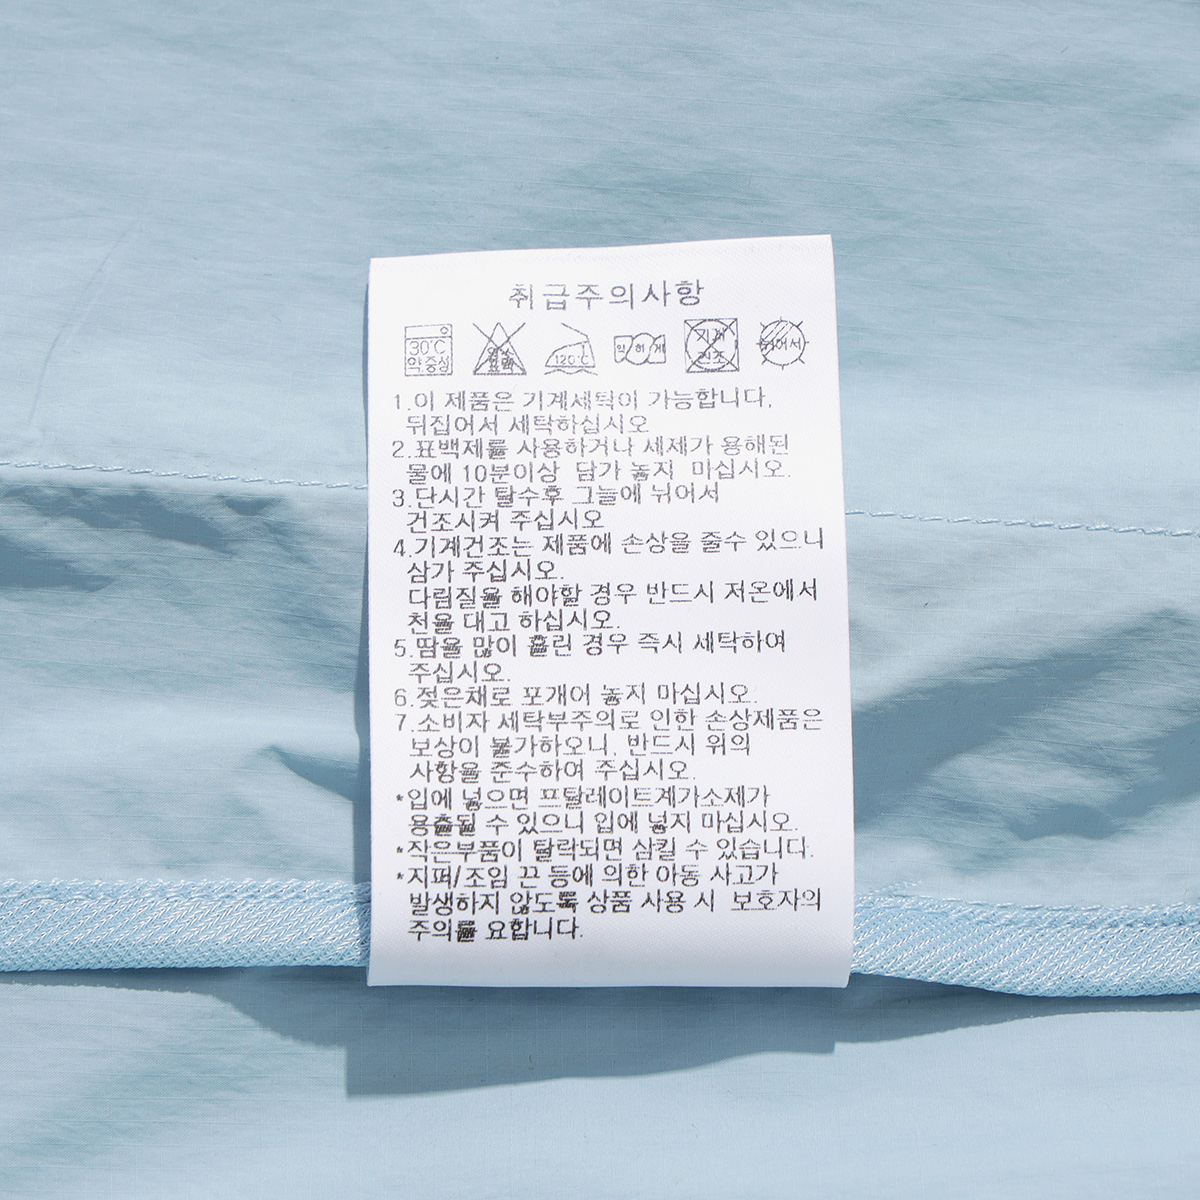 취급주의사항
30℃ 약.중성 염소표백 120℃ 약하게 기계건조 뉘어서
1.이 제품은 기계세탁이 가능합니다,
뒤집어서 세탁하십시오
2.표백제를 사용하거나 세제가 용해된
물에 10분이상 담가 놓지 마십시오.
3.단시간 탈수후 그늘에 뉘어서
건조시켜 주십시오
4.기계건조는 제품에 손상을 줄수 있으니
삼가 주십시오.
다림질을 해야할 경우 반드시 저온에서
천을 대고 하십시오.
5.땀을 많이 흘린 경우 즉시 세탁하여
주십시오.
6.젖은채로 포개어 놓지 마십시오.
7.소비자 세탁부주의로 인한 손상제품은
보상이 불가하오니, 반드시 위의
사항을 준수하여 주십시오.
*입에 넣으면 프탈레이트계가소제가
용출될 수 있으니 입에 넣지 마십시오.
*작은부품이 탈락되면 삼킬 수 있습니다.
*지퍼/조임 끈 등에 의한 아동 사고가
발생하지 않도록 상품 사용 시 보호자의
주의를 요합니다.